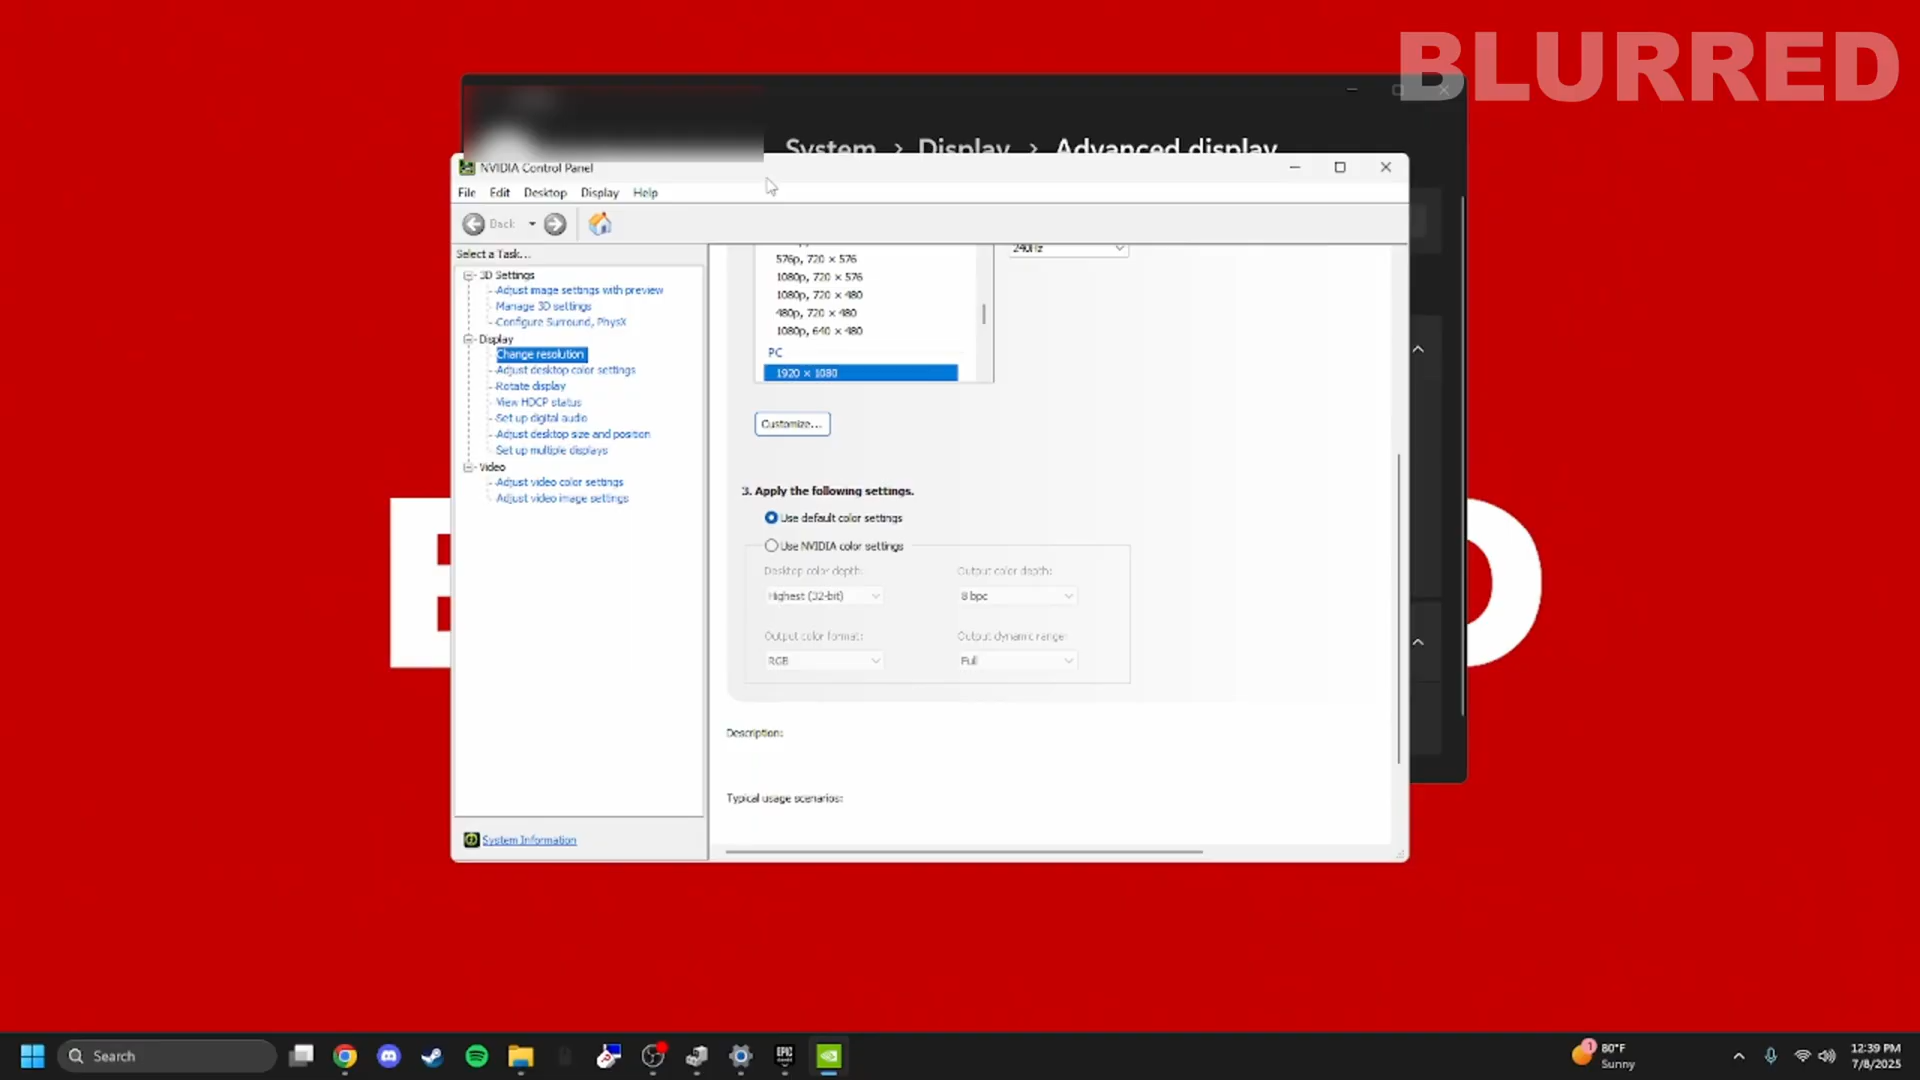 BLURRED
System > Display > Advanced display
NVIDIA Control Panel
File Edit Desktop Display Help
Back
Select a Task...
3D Settings
Adjust image settings with preview
Manage 3D settings
Configure Surround, PhysX
Display
Change resolution
Adjust desktop color settings
Rotate display
View HDCP status
Set up digital audio
Adjust desktop size and position
Set up multiple displays
Video
Adjust video color settings
Adjust video image settings
System Information
240Hz
576p, 720 × 576
1080p, 720 × 576
1080p, 720 × 480
480p, 720 × 480
1080p, 640 × 480
PC
1920 × 1080
Customize...
3. Apply the following settings.
Use default color settings
Use NVIDIA color settings
Desktop color depth: Output color depth:
Highest (32-bit) 8 bpc
Output color format: Output dynamic range:
RGB Full
Description:
Typical usage scenarios:
Search
EPIC
1
80°F
Sunny
12:39 PM
7/8/2025